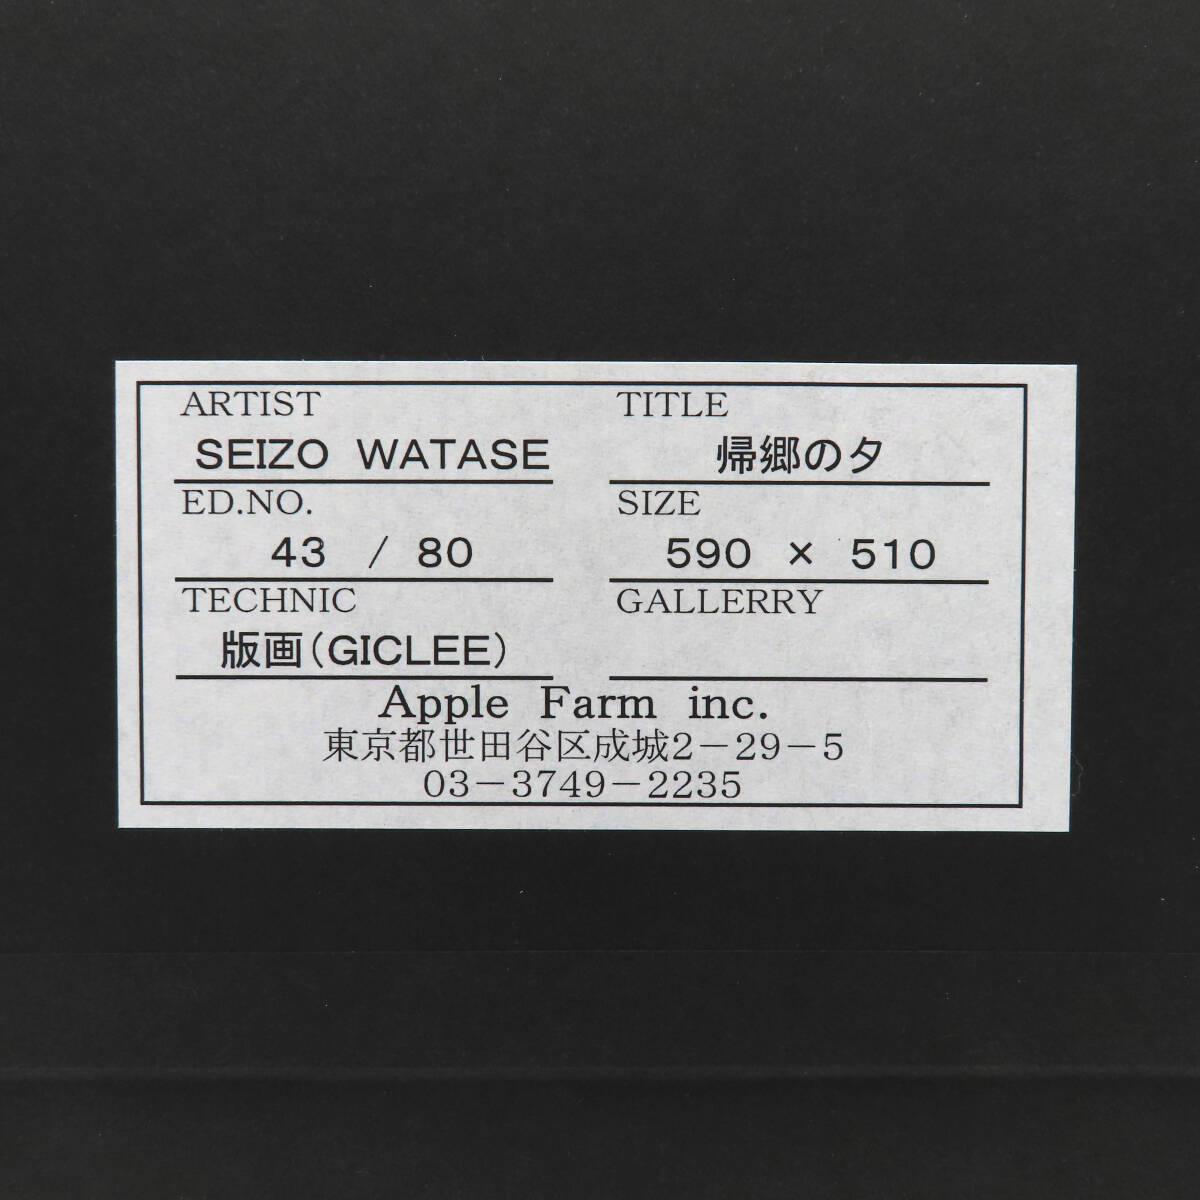 ARTIST TITLE
SEIZO WATASE 帰郷の夕
ED.NO. SIZE
43 / 80 590 × 510
TECHNIC GALLERRY
版画(GICLEE)
Apple Farm inc.
東京都世田谷区成城2−29−5
03−3749−2235